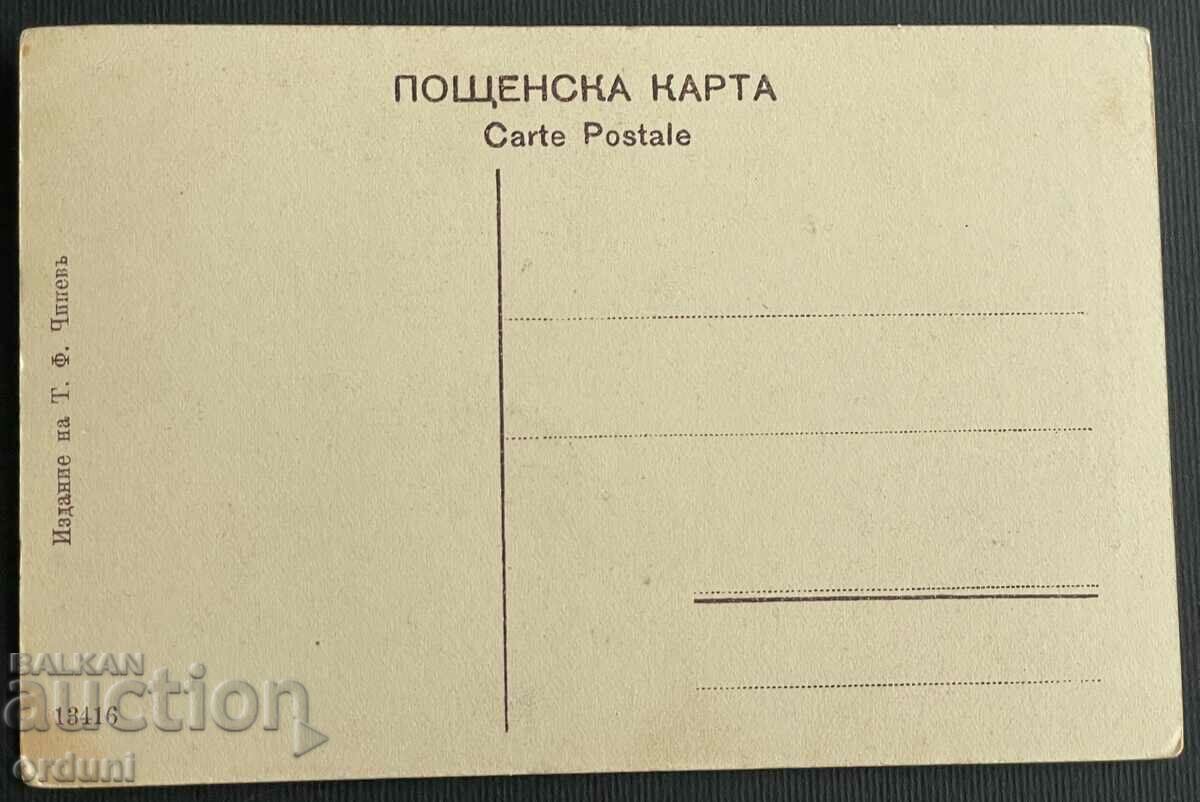 ПОЩЕНСКА КАРТА
Carte Postale
Издание на Т. Ф. Чипевъ
13416
BALKAN
auction
orduni